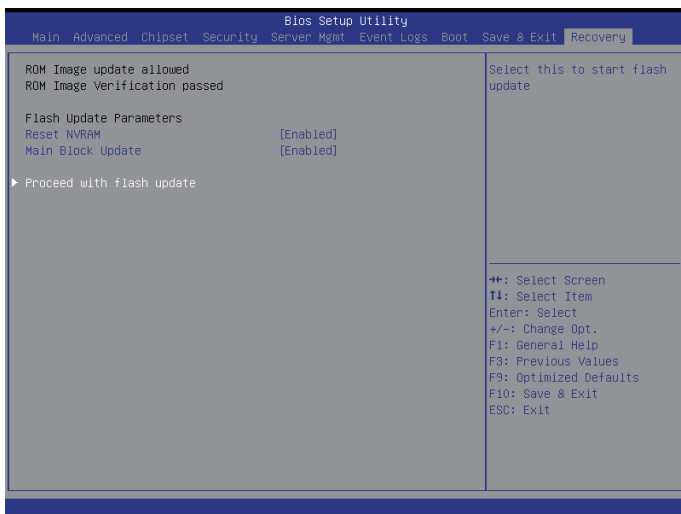 Bios Setup Utility
Main Advanced Chipset Security Server Mgmt Event Logs Boot Save & Exit Recovery
ROM Image update allowed
ROM Image Verification passed
Flash Update Parameters
Reset NVRAM [Enabled]
Main Block Update [Enabled]
▶ Proceed with flash update
Select this to start flash
update
→←: Select Screen
↑↓: Select Item
Enter: Select
+/-: Change Opt.
F1: General Help
F3: Previous Values
F9: Optimized Defaults
F10: Save & Exit
ESC: Exit